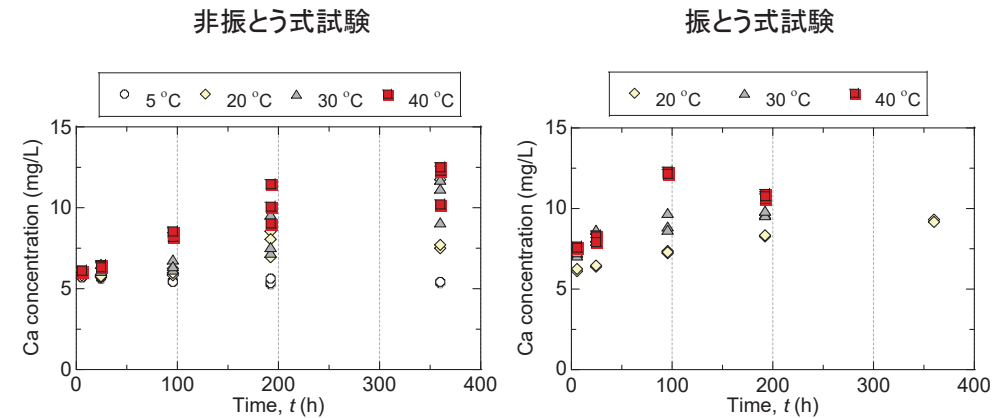 非振とう式試験
振とう式試験
5 °C 20 °C 30 °C 40 °C
20 °C 30 °C 40 °C
Ca concentration (mg/L)
15
10
5
0
0 100 200 300 400
Time, t (h)
Ca concentration (mg/L)
15
10
5
0
0 100 200 300 400
Time, t (h)